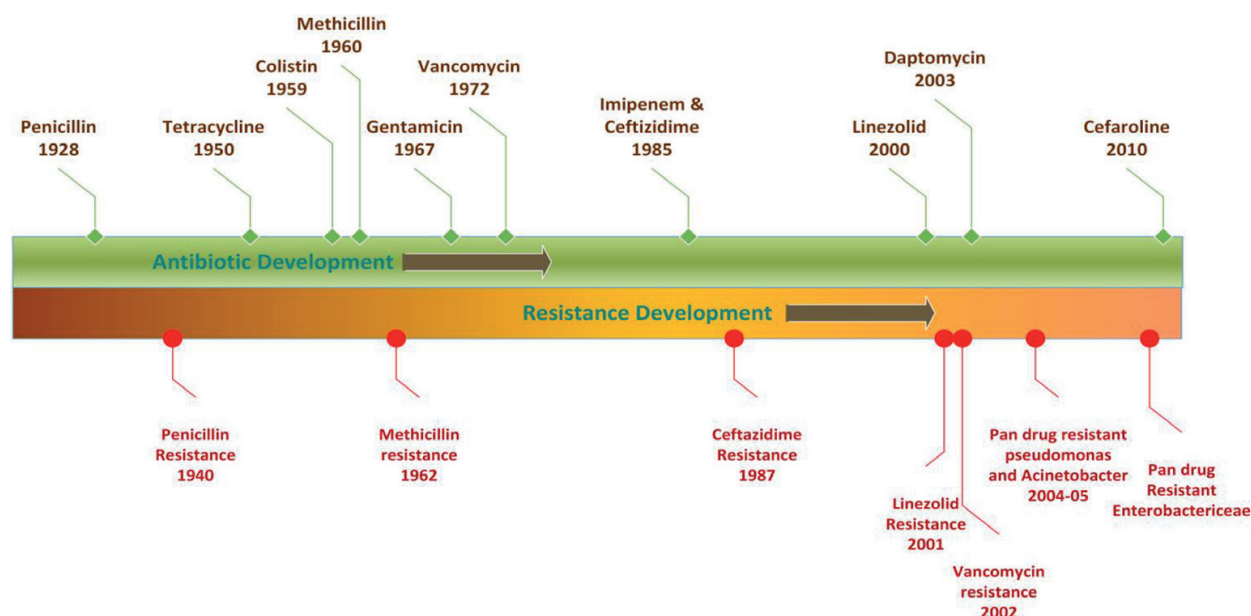 Penicillin
1928
Tetracycline
1950
Colistin
1959
Methicillin
1960
Gentamicin
1967
Vancomycin
1972
Imipenem &
Ceftizidime
1985
Linezolid
2000
Daptomycin
2003
Cefaroline
2010
Antibiotic Development
Resistance Development
Penicillin
Resistance
1940
Methicillin
resistance
1962
Ceftazidime
Resistance
1987
Linezolid
Resistance
2001
Vancomycin
resistance
2002
Pan drug resistant
pseudomonas
and Acinetobacter
2004-05
Pan drug
Resistant
Enterobactericeae